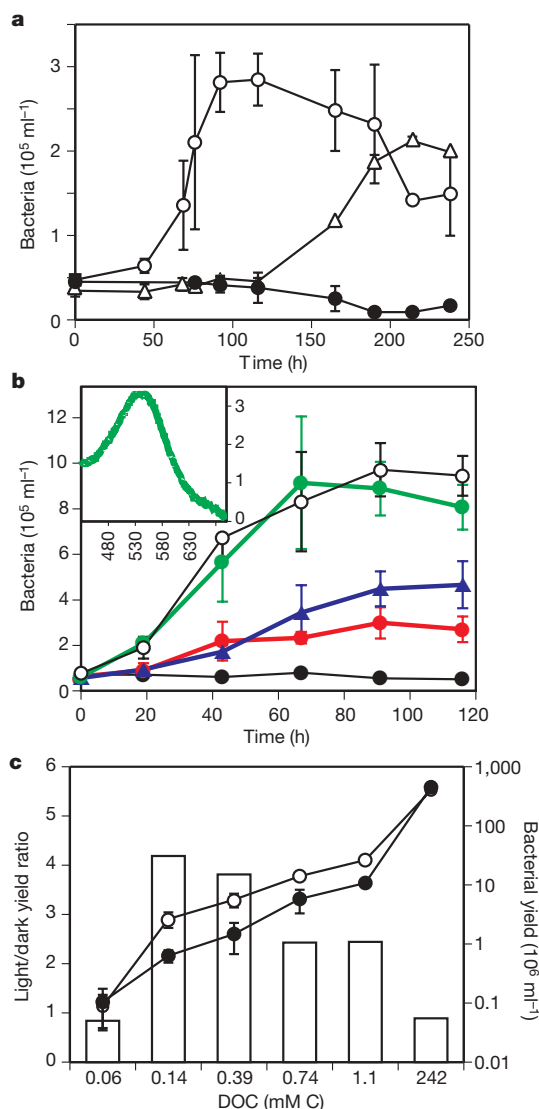 a
Bacteria (10⁵ ml⁻¹)
3
2
1
0
0 50 100 150 200 250
Time (h)
b
Bacteria (10⁵ ml⁻¹)
12
10
8
6
4
2
0
3
2
1
0
480 530 580 630
0 20 40 60 80 100 120
Time (h)
c
Light/dark yield ratio
6
5
4
3
2
1
0
1,000
100
10
1
0.1
0.01
Bacterial yield (10⁶ ml⁻¹)
0.06 0.14 0.39 0.74 1.1 242
DOC (mM C)